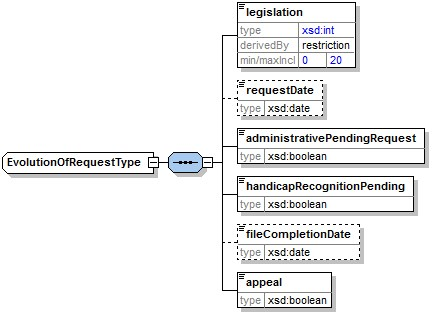 legislation
type xsd:int
derivedBy restriction
min/maxIncl 0 20
requestDate
type xsd:date
administrativePendingRequest
type xsd:boolean
EvolutionOfRequestType
handicapRecognitionPending
type xsd:boolean
fileCompletionDate
type xsd:date
appeal
type xsd:boolean